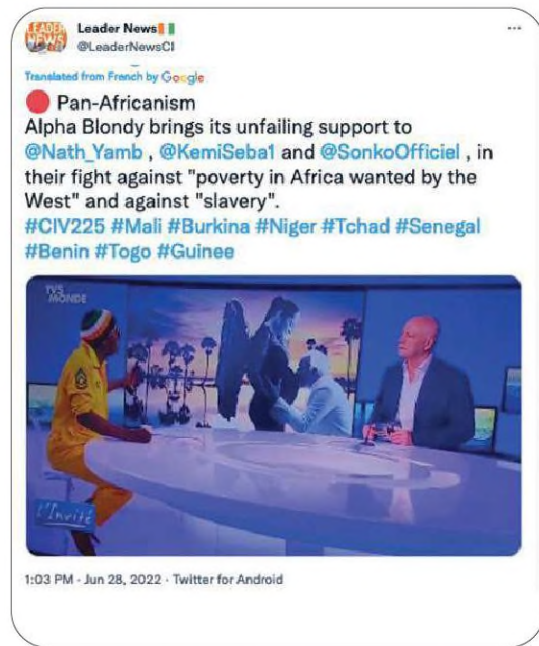 LEADER
NEWS
Leader News
@LeaderNewsCI
Translated from French by Google
Pan-Africanism
Alpha Blondy brings its unfailing support to
@Nath_Yamb , @KemiSeba1 and @SonkoOfficiel , in
their fight against "poverty in Africa wanted by the
West" and against "slavery".
#CIV225 #Mali #Burkina #Niger #Tchad #Senegal
#Benin #Togo #Guinee
TV5
MONDE
L'Invité
1:03 PM - Jun 28, 2022 · Twitter for Android